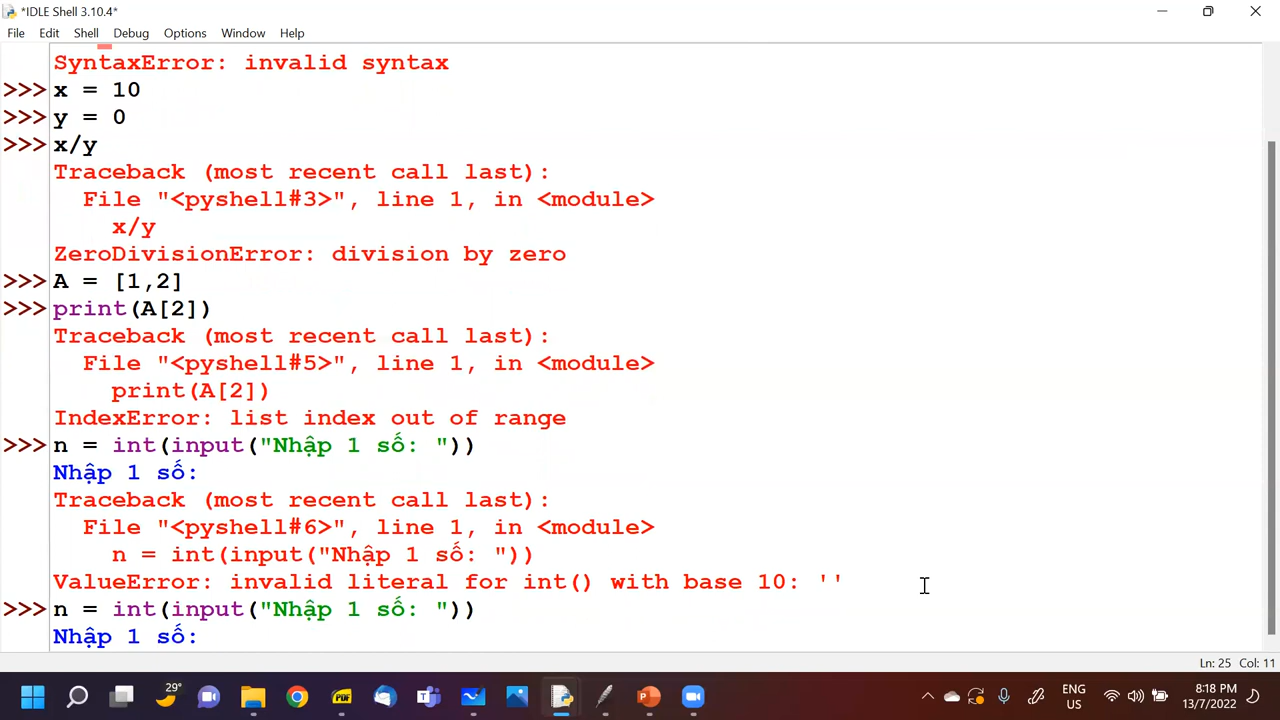 *IDLE Shell 3.10.4*
File Edit Shell Debug Options Window Help
SyntaxError: invalid syntax
>>> x = 10
>>> y = 0
>>> x/y
Traceback (most recent call last):
File "<pyshell#3>", line 1, in <module>
x/y
ZeroDivisionError: division by zero
>>> A = [1,2]
>>> print(A[2])
Traceback (most recent call last):
File "<pyshell#5>", line 1, in <module>
print(A[2])
IndexError: list index out of range
>>> n = int(input("Nhập 1 số: "))
Nhập 1 số:
Traceback (most recent call last):
File "<pyshell#6>", line 1, in <module>
n = int(input("Nhập 1 số: "))
ValueError: invalid literal for int() with base 10: ''
>>> n = int(input("Nhập 1 số: "))
Nhập 1 số:
Ln: 25 Col: 11
29°
PDF
ENG
US
8:18 PM
13/7/2022